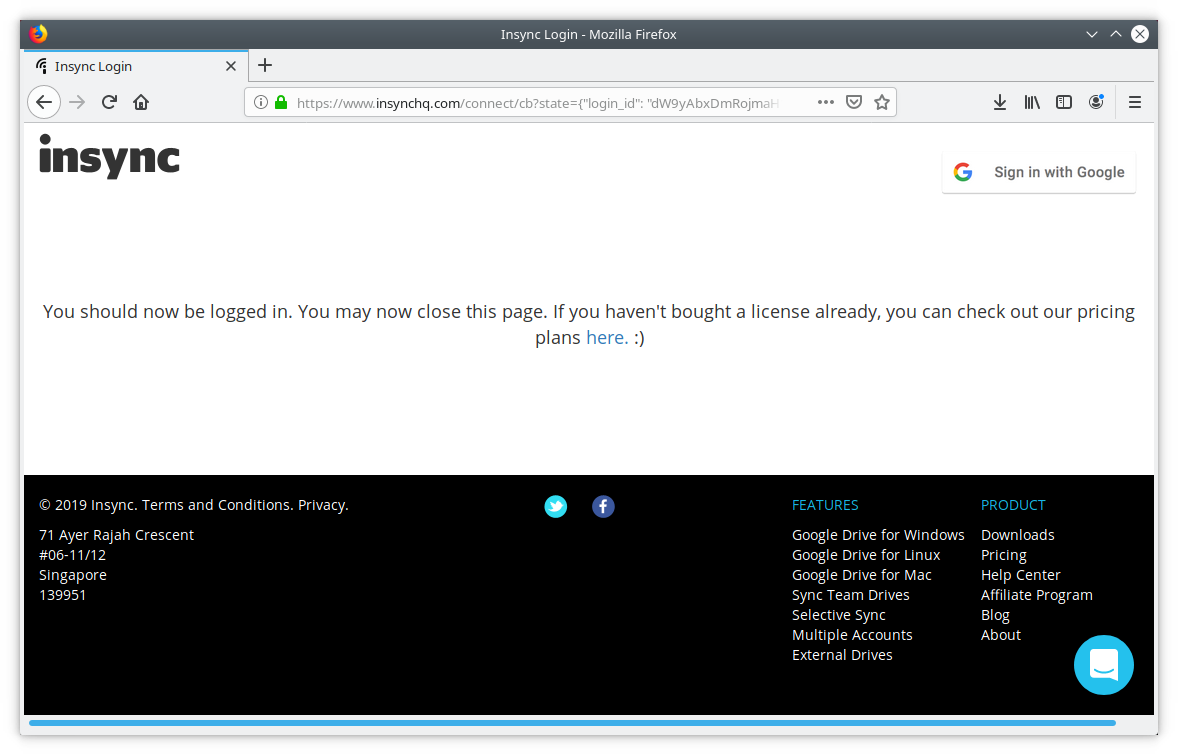 Insync Login - Mozilla Firefox
Insync Login
https://www.insynchq.com/connect/cb?state={"login_id": "dW9yAbxDmRojmaH
insync
Sign in with Google
You should now be logged in. You may now close this page. If you haven't bought a license already, you can check out our pricing
plans here. :)
© 2019 Insync. Terms and Conditions. Privacy.
71 Ayer Rajah Crescent
#06-11/12
Singapore
139951
FEATURES
Google Drive for Windows
Google Drive for Linux
Google Drive for Mac
Sync Team Drives
Selective Sync
Multiple Accounts
External Drives
PRODUCT
Downloads
Pricing
Help Center
Affiliate Program
Blog
About